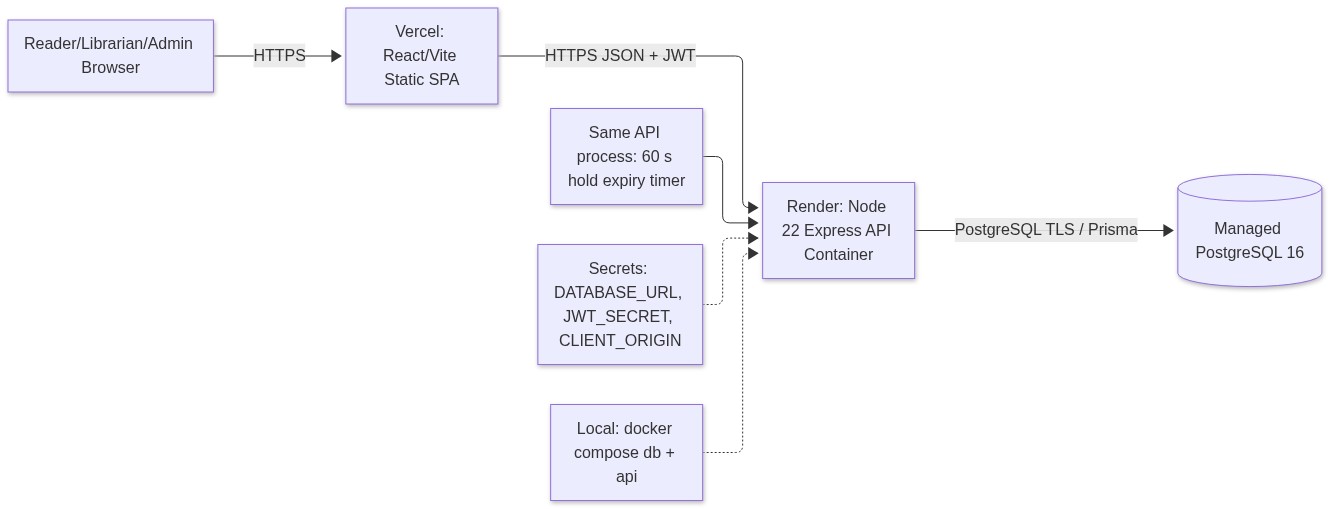 Reader/Librarian/Admin
Browser
HTTPS
Vercel:
React/Vite
Static SPA
HTTPS JSON + JWT
Same API
process: 60 s
hold expiry timer
Secrets:
DATABASE_URL,
JWT_SECRET,
CLIENT_ORIGIN
Local: docker
compose db +
api
Render: Node
22 Express API
Container
PostgreSQL TLS / Prisma
Managed
PostgreSQL 16